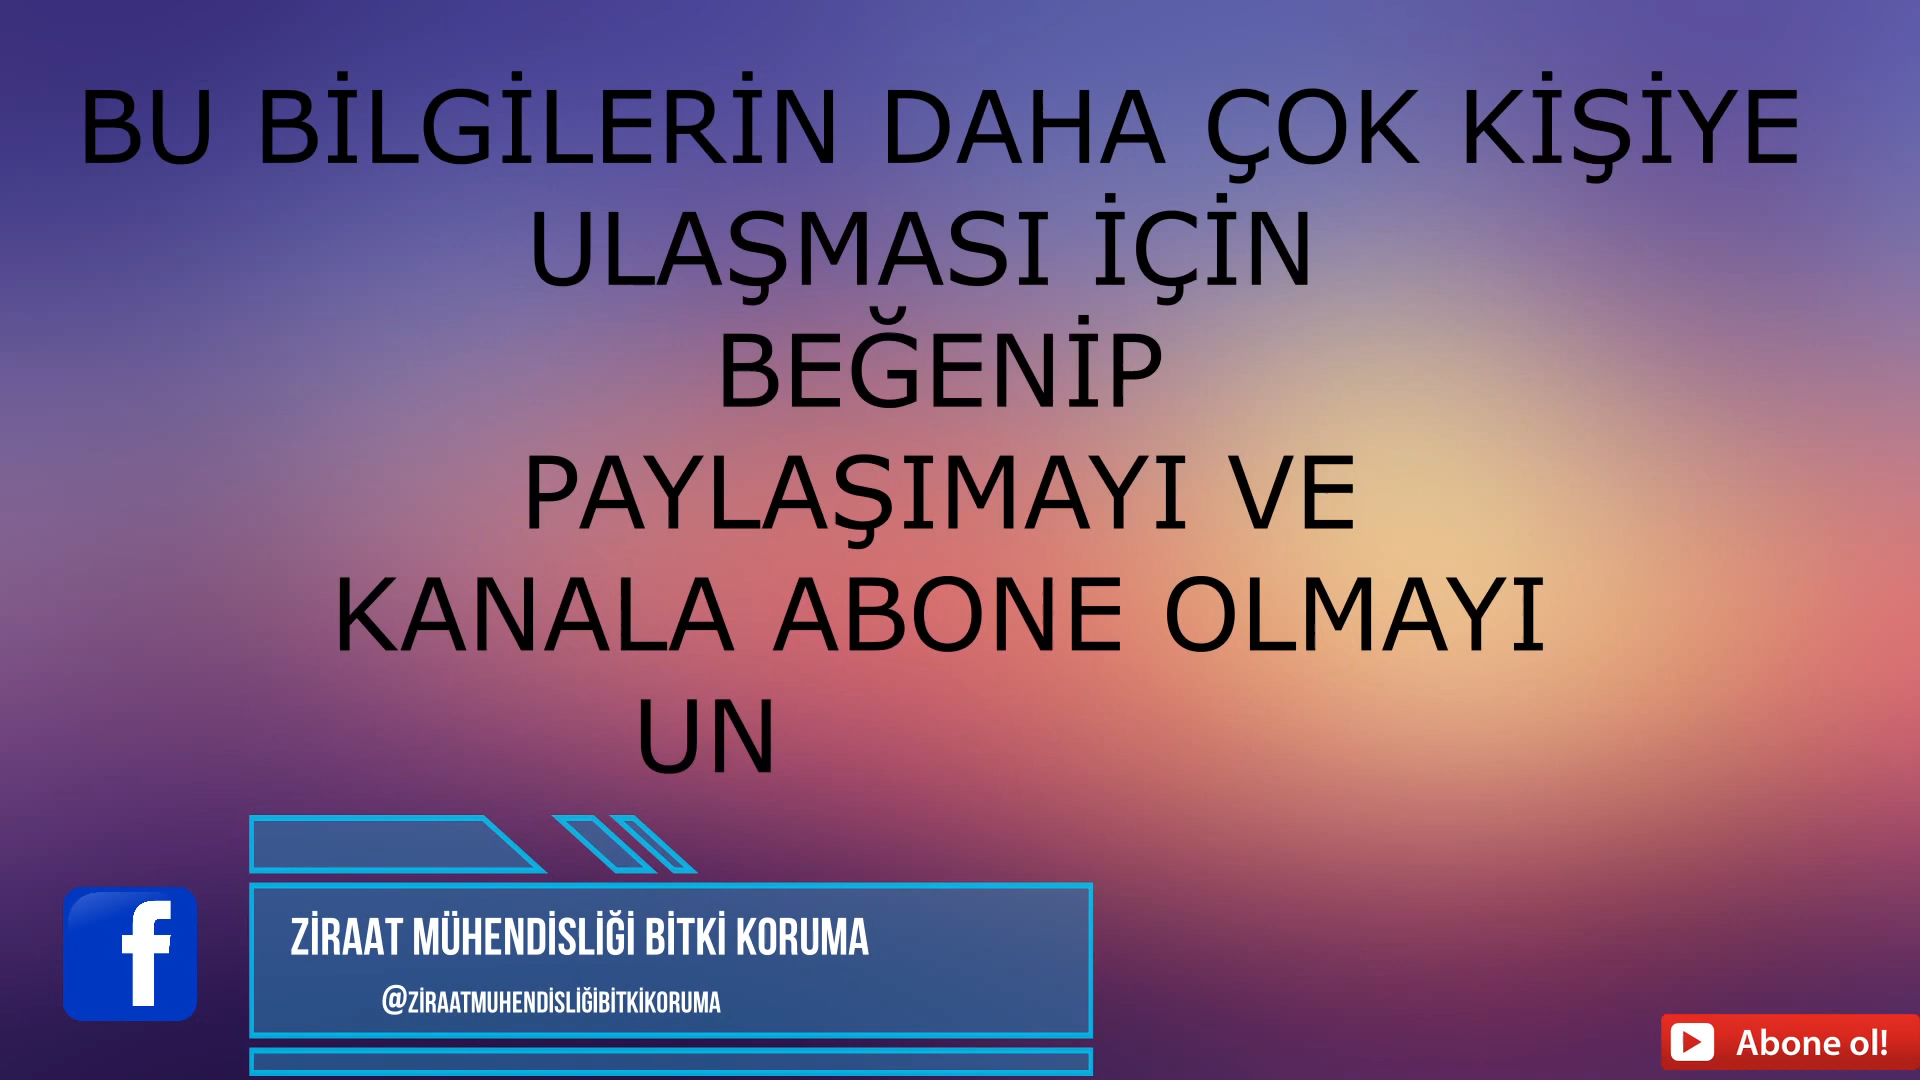 BU BİLGİLERİN DAHA ÇOK KİŞİYE
ULAŞMASI İÇİN
BEĞENİP
PAYLAŞIMAYI VE
KANALA ABONE OLMAYI
UN
ZİRAAT MÜHENDİSLİĞİ BİTKİ KORUMA
@ZİRAATMUHENDİSLİĞİBİTKİKORUMA
Abone ol!